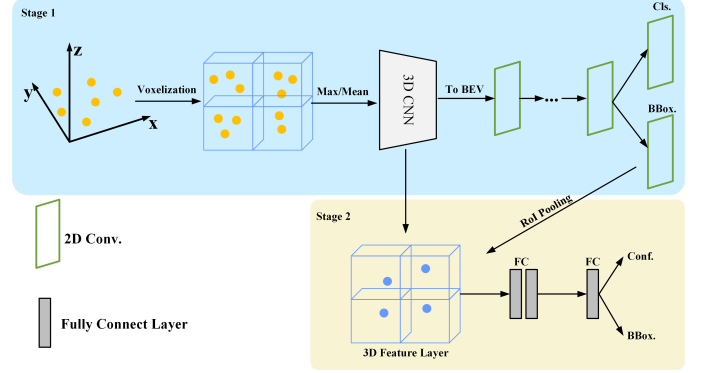 Stage 1
Cls.
z
y
x
Voxelization
Max/Mean
3D CNN
To BEV
...
BBox.
RoI Pooling
2D Conv.
Fully Connect Layer
Stage 2
FC
FC
Conf.
BBox.
3D Feature Layer